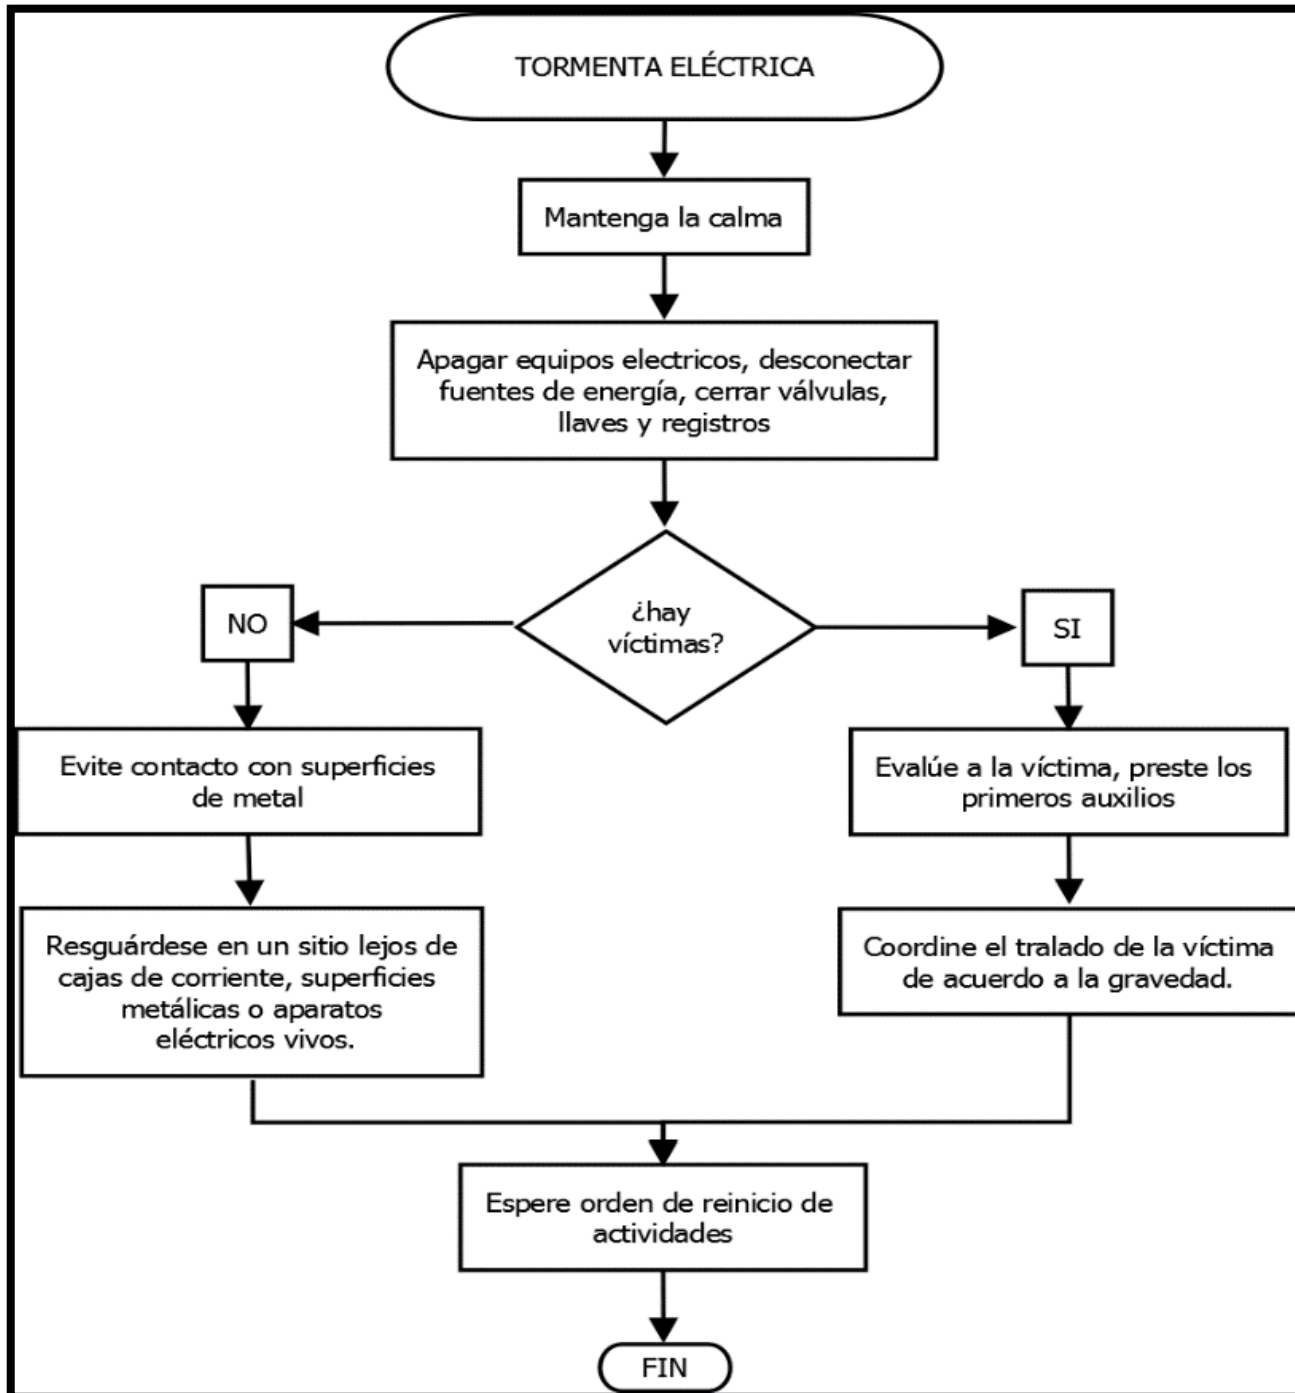 TORMENTA ELÉCTRICA
Mantenga la calma
Apagar equipos electricos, desconectar
fuentes de energía, cerrar válvulas,
llaves y registros
¿hay
víctimas?
NO
SI
Evite contacto con superficies
de metal
Evalúe a la víctima, preste los
primeros auxilios
Resguárdese en un sitio lejos de
cajas de corriente, superficies
metálicas o aparatos
eléctricos vivos.
Coordine el tralado de la víctima
de acuerdo a la gravedad.
Espere orden de reinicio de
actividades
FIN